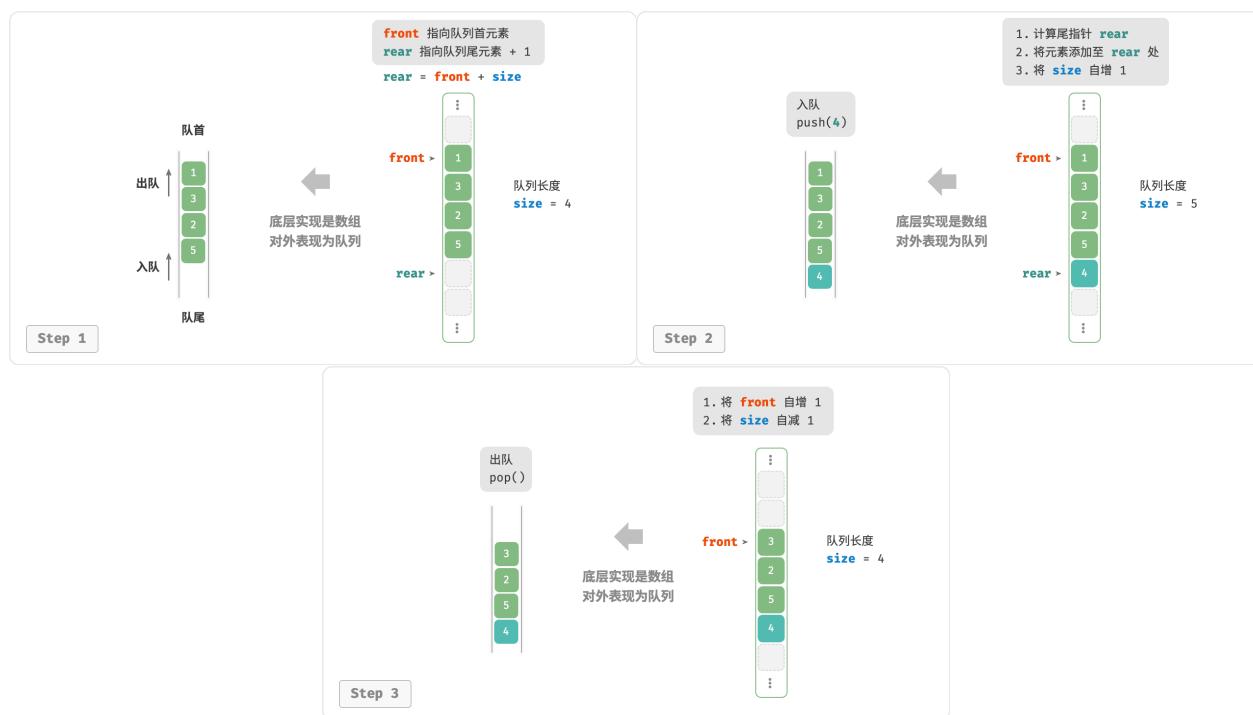 front 指向队列首元素
rear 指向队列尾元素 + 1
rear = front + size
队首
出队
入队
队尾
1
3
2
5
底层实现是数组
对外表现为队列
front
rear
1
3
2
5
队列长度
size = 4
Step 1
1. 计算尾指针 rear
2. 将元素添加至 rear 处
3. 将 size 自增 1
入队
push(4)
1
3
2
5
4
底层实现是数组
对外表现为队列
front
rear
1
3
2
5
4
队列长度
size = 5
Step 2
1. 将 front 自增 1
2. 将 size 自减 1
出队
pop()
3
2
5
4
底层实现是数组
对外表现为队列
front
3
2
5
4
队列长度
size = 4
Step 3